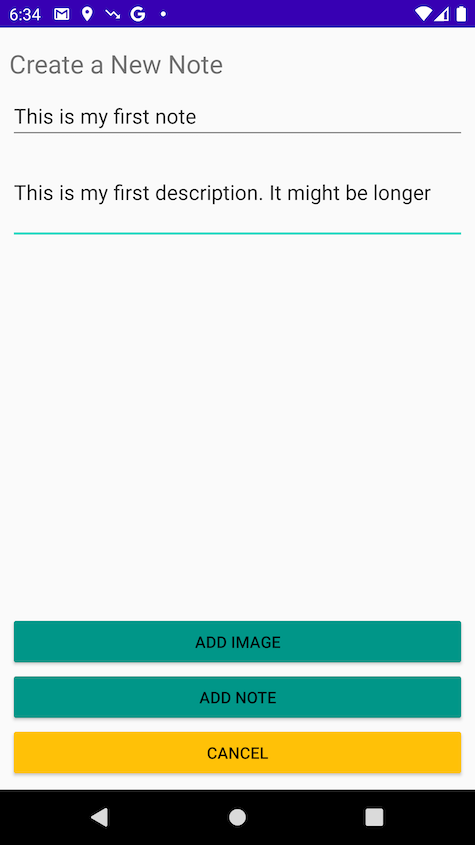 6:34
Create a New Note
This is my first note
This is my first description. It might be longer
ADD IMAGE
ADD NOTE
CANCEL